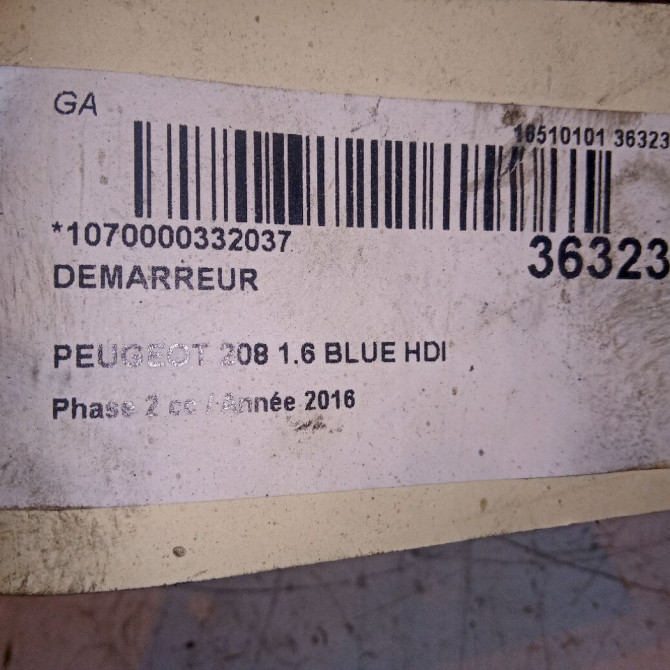 GA
16510101 36323
*1070000332037
36323
DEMARREUR
PEUGEOT 208 1.6 BLUE HDI
Phase 2 cc / Année 2016